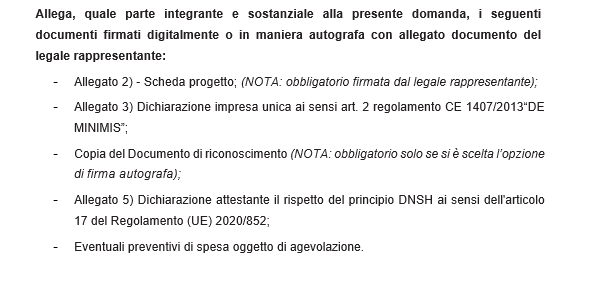 Allega, quale parte integrante e sostanziale alla presente domanda, i seguenti
documenti firmati digitalmente o in maniera autografa con allegato documento del
legale rappresentante:
- Allegato 2) - Scheda progetto; (NOTA: obbligatorio firmata dal legale rappresentante);
- Allegato 3) Dichiarazione impresa unica ai sensi art. 2 regolamento CE 1407/2013“DE
MINIMIS”;
- Copia del Documento di riconoscimento (NOTA: obbligatorio solo se si è scelta l’opzione
di firma autografa);
- Allegato 5) Dichiarazione attestante il rispetto del principio DNSH ai sensi dell'articolo
17 del Regolamento (UE) 2020/852;
- Eventuali preventivi di spesa oggetto di agevolazione.